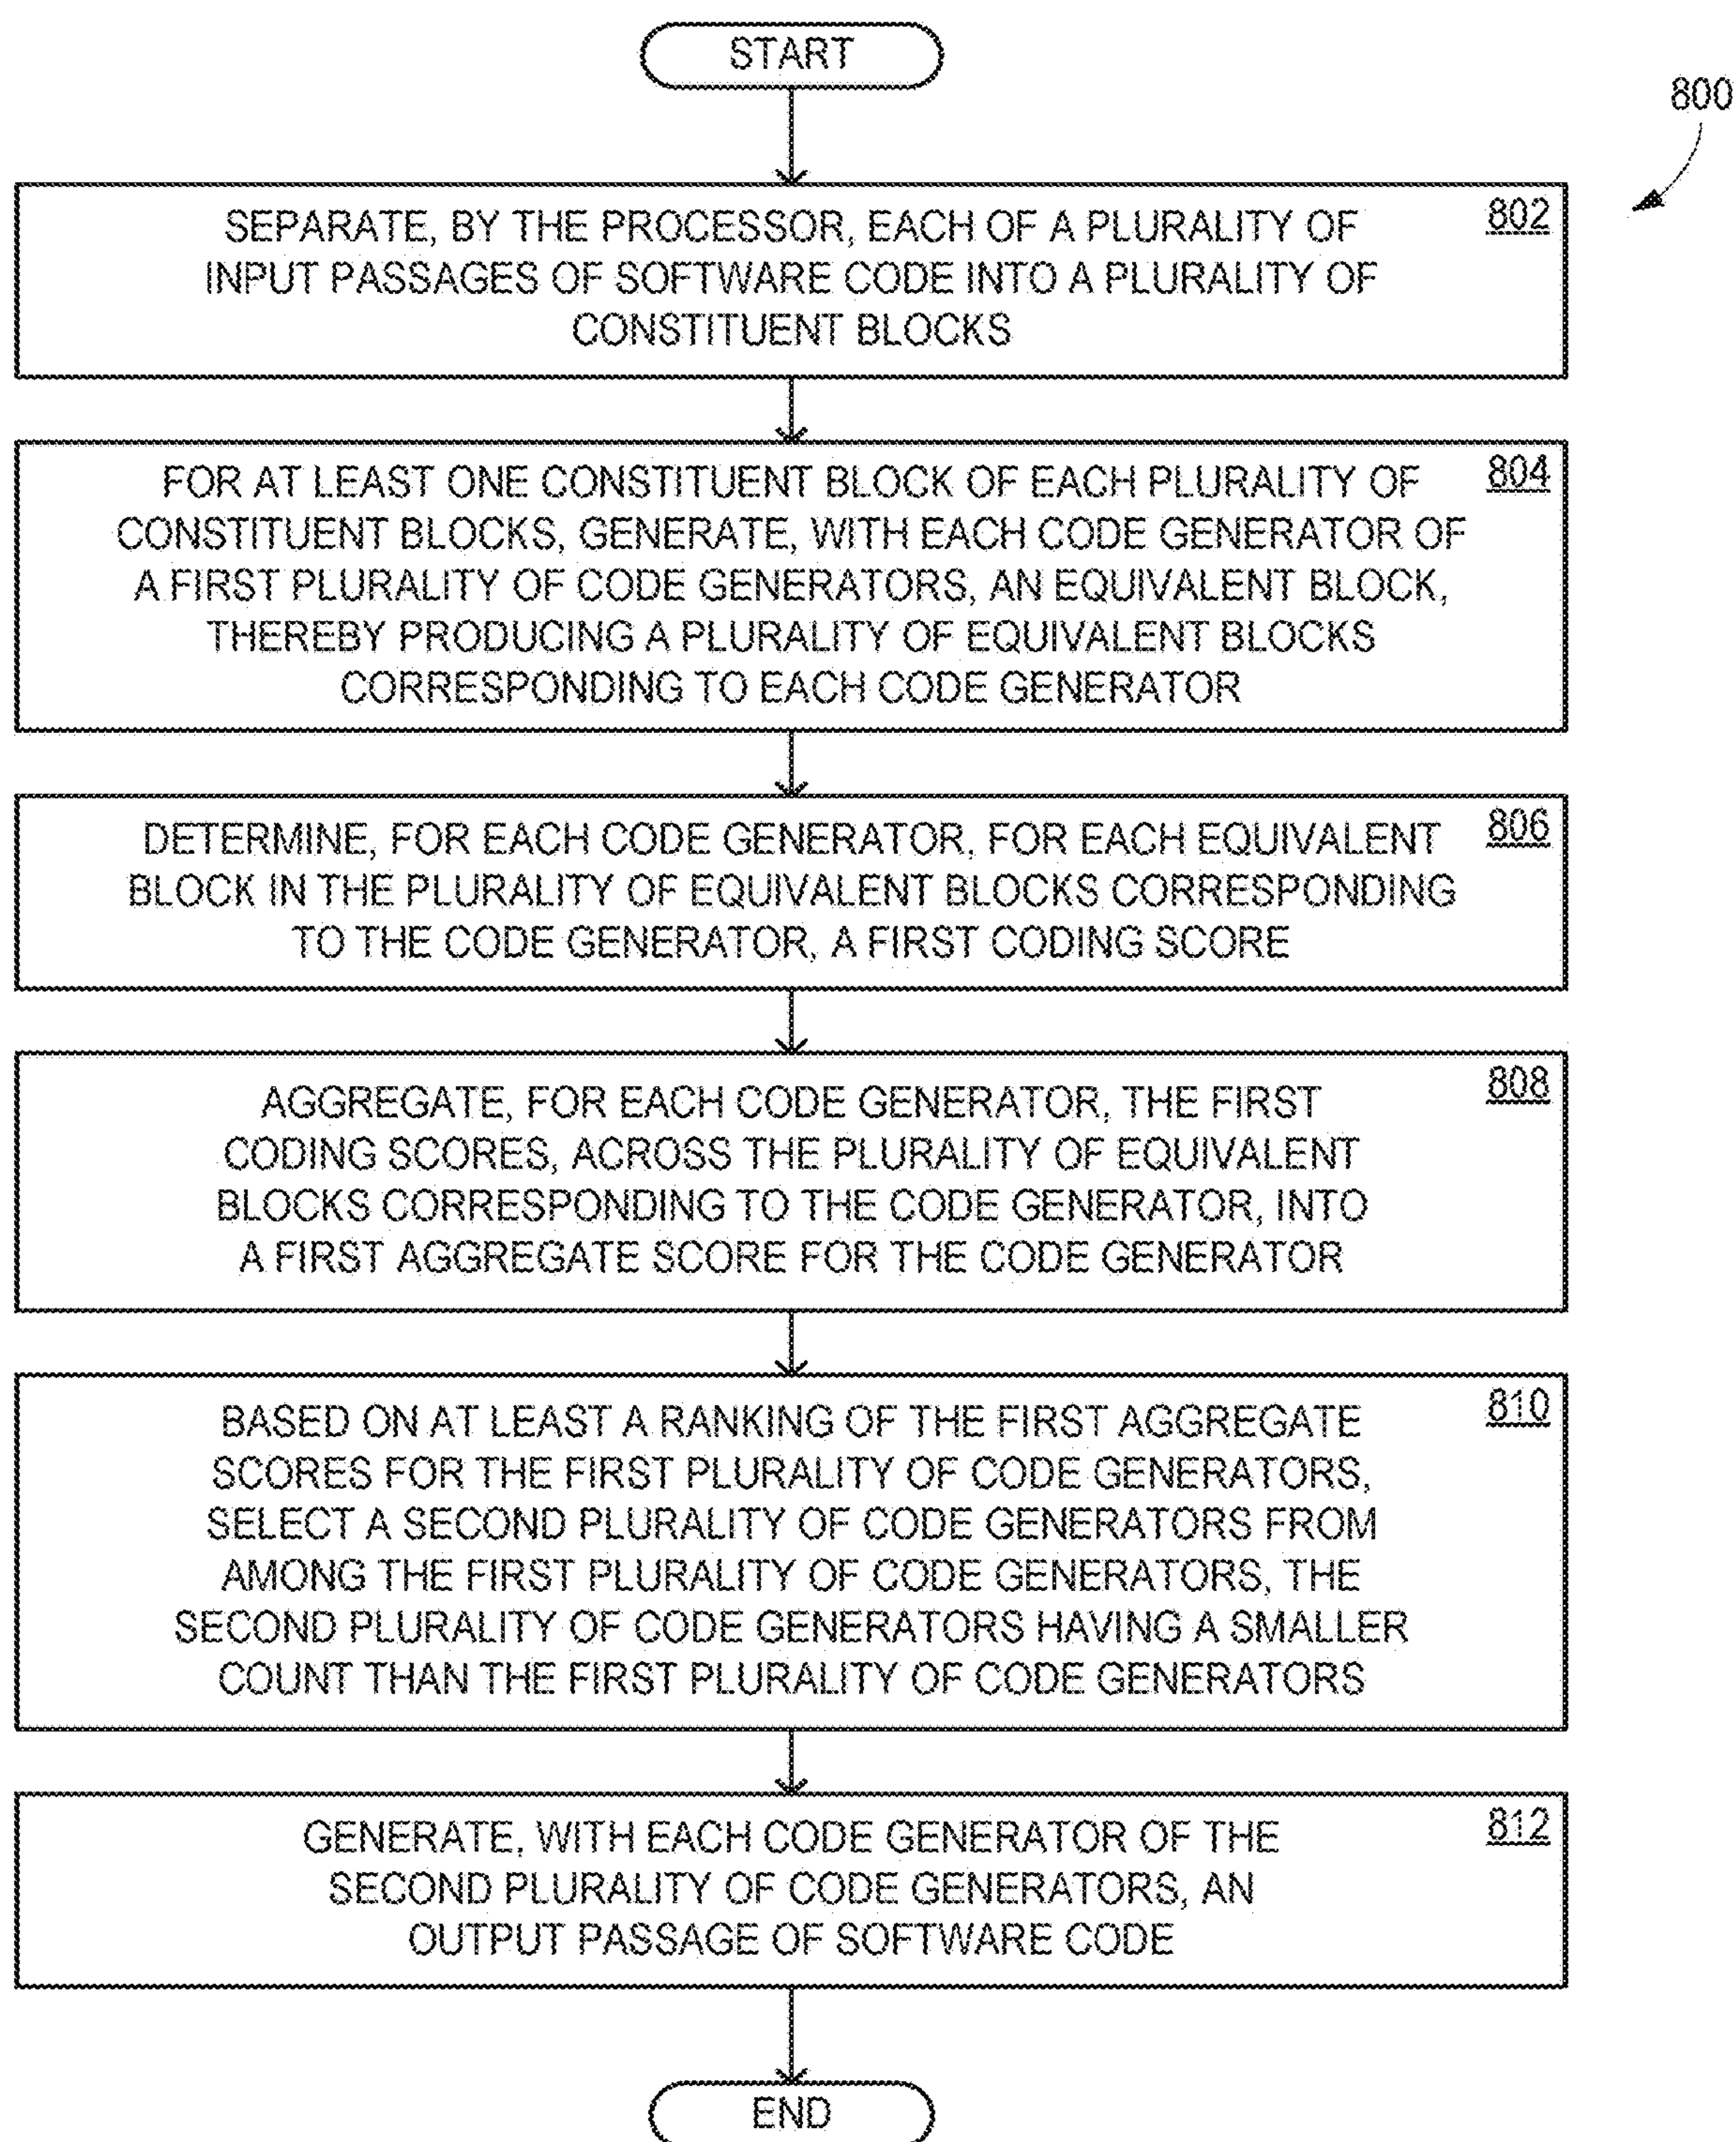 START
800
802
SEPARATE, BY THE PROCESSOR, EACH OF A PLURALITY OF
INPUT PASSAGES OF SOFTWARE CODE INTO A PLURALITY OF
CONSTITUENT BLOCKS
804
FOR AT LEAST ONE CONSTITUENT BLOCK OF EACH PLURALITY OF
CONSTITUENT BLOCKS, GENERATE, WITH EACH CODE GENERATOR OF
A FIRST PLURALITY OF CODE GENERATORS, AN EQUIVALENT BLOCK,
THEREBY PRODUCING A PLURALITY OF EQUIVALENT BLOCKS
CORRESPONDING TO EACH CODE GENERATOR
806
DETERMINE, FOR EACH CODE GENERATOR, FOR EACH EQUIVALENT
BLOCK IN THE PLURALITY OF EQUIVALENT BLOCKS CORRESPONDING
TO THE CODE GENERATOR, A FIRST CODING SCORE
808
AGGREGATE, FOR EACH CODE GENERATOR, THE FIRST
CODING SCORES, ACROSS THE PLURALITY OF EQUIVALENT
BLOCKS CORRESPONDING TO THE CODE GENERATOR, INTO
A FIRST AGGREGATE SCORE FOR THE CODE GENERATOR
810
BASED ON AT LEAST A RANKING OF THE FIRST AGGREGATE
SCORES FOR THE FIRST PLURALITY OF CODE GENERATORS,
SELECT A SECOND PLURALITY OF CODE GENERATORS FROM
AMONG THE FIRST PLURALITY OF CODE GENERATORS, THE
SECOND PLURALITY OF CODE GENERATORS HAVING A SMALLER
COUNT THAN THE FIRST PLURALITY OF CODE GENERATORS
812
GENERATE, WITH EACH CODE GENERATOR OF THE
SECOND PLURALITY OF CODE GENERATORS, AN
OUTPUT PASSAGE OF SOFTWARE CODE
END